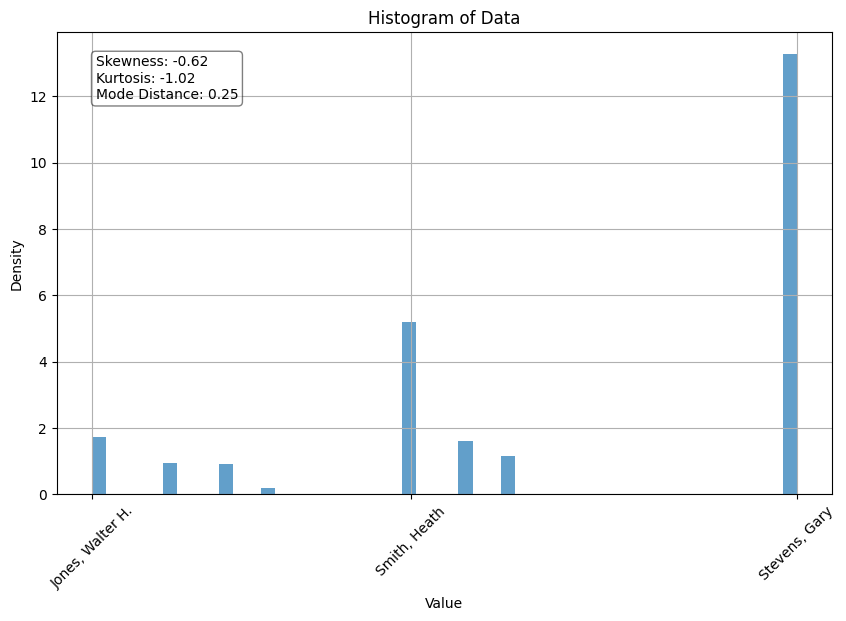 Histogram of Data
Skewness: -0.62
Kurtosis: -1.02
Mode Distance: 0.25
12
10
8
6
4
2
0
Density
Jones, Walter H.
Smith, Heath
Stevens, Gary
Value